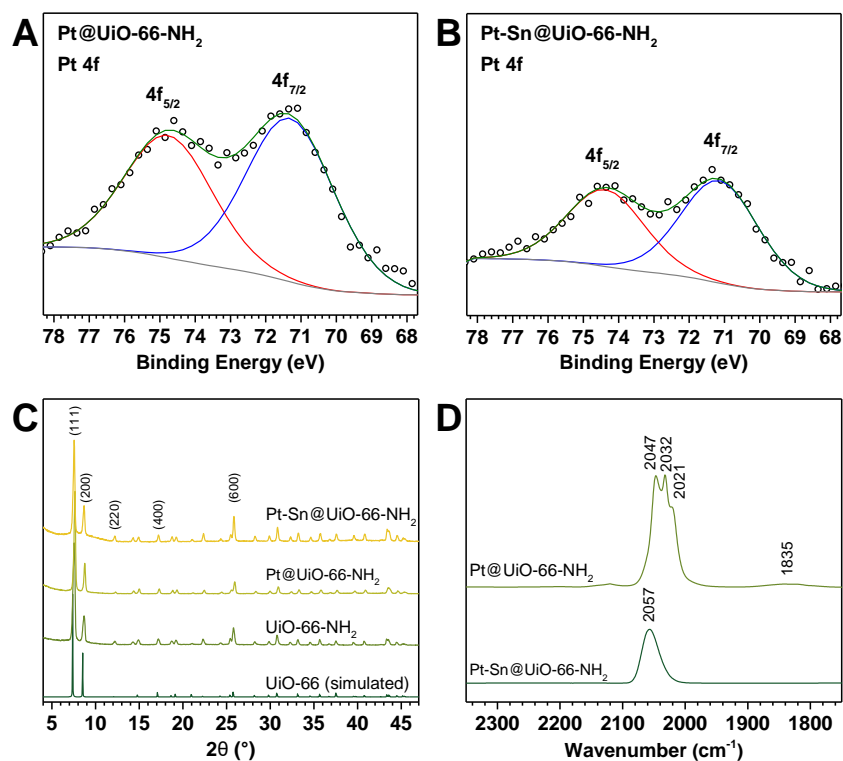 A
Pt@UiO-66-NH₂
Pt 4f
4f₅/₂
4f₇/₂
78 77 76 75 74 73 72 71 70 69 68
Binding Energy (eV)
B
Pt-Sn@UiO-66-NH₂
Pt 4f
4f₅/₂
4f₇/₂
78 77 76 75 74 73 72 71 70 69 68
Binding Energy (eV)
C
(111)
(200)
(220)
(400)
(600)
Pt-Sn@UiO-66-NH₂
Pt@UiO-66-NH₂
UiO-66-NH₂
UiO-66 (simulated)
5 10 15 20 25 30 35 40 45
2θ (°)
D
2047
2032
2021
1835
Pt@UiO-66-NH₂
2057
Pt-Sn@UiO-66-NH₂
2300 2200 2100 2000 1900 1800
Wavenumber (cm⁻¹)